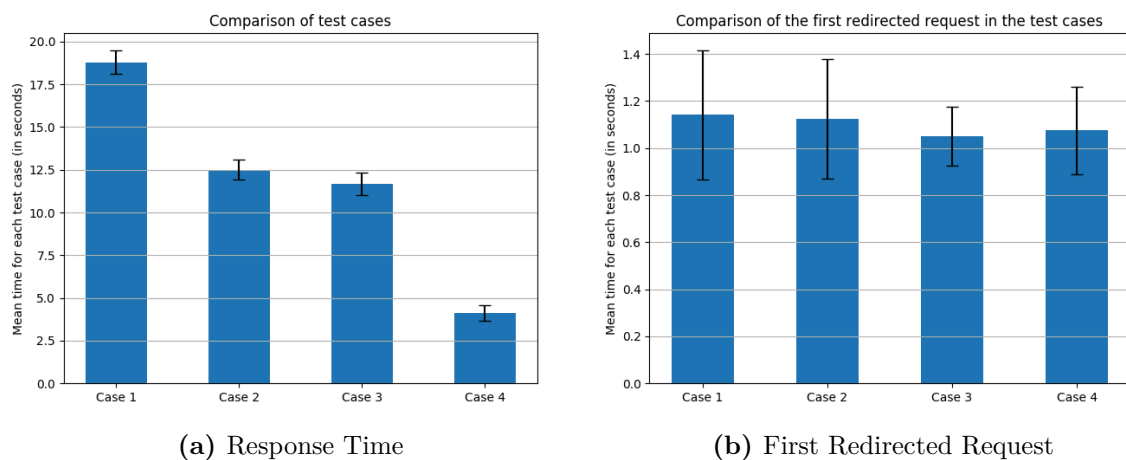 Comparison of test cases
Mean time for each test case (in seconds)
20.0
17.5
15.0
12.5
10.0
7.5
5.0
2.5
0.0
Case 1 Case 2 Case 3 Case 4
(a) Response Time
Comparison of the first redirected request in the test cases
Mean time for each test case (in seconds)
1.4
1.2
1.0
0.8
0.6
0.4
0.2
0.0
Case 1 Case 2 Case 3 Case 4
(b) First Redirected Request